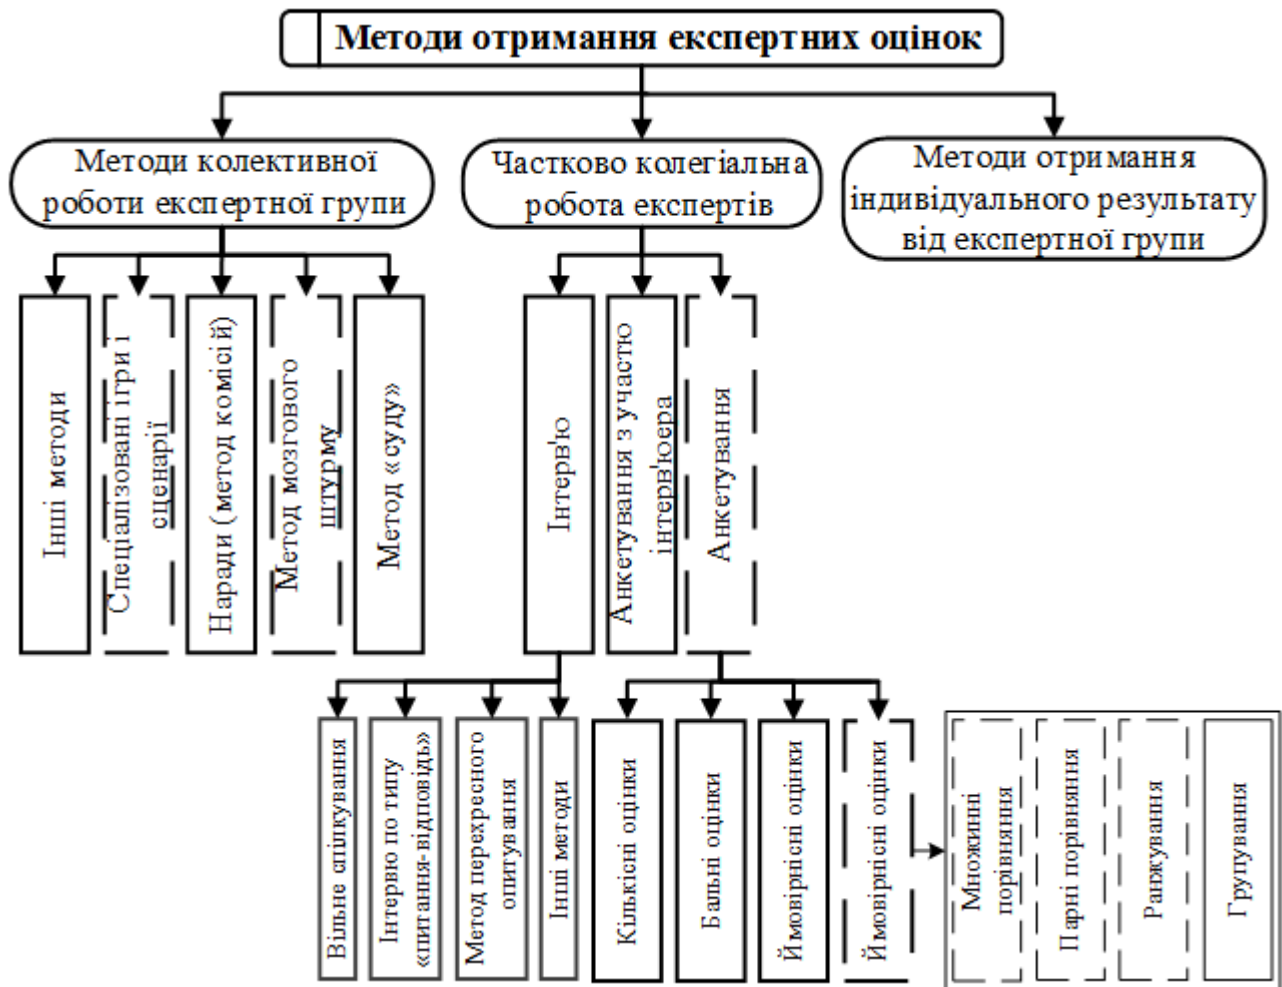 Методи отримання експертних оцінок
Методи колективної
роботи експертної групи
Частково колегіальна
робота експертів
Методи отримання
індивідуального результату
від експертної групи
Інші методи
Спеціалізовані ігри і
сценарії
Наради (метод комісій)
Метод мозгового
штурму
Метод «суду»
Інтерв'ю
Анкетування з участю
інтерв'юера
Анкетування
Вільне спілкування
Інтервю по типу
«питання-відповідь»
Метод перехресного
опитування
Інші методи
Кількісні оцінки
Бальні оцінки
Ймовірнісні оцінки
Ймовірнісні оцінки
Множинні
порівняння
Парні порівняння
Ранжування
Групування